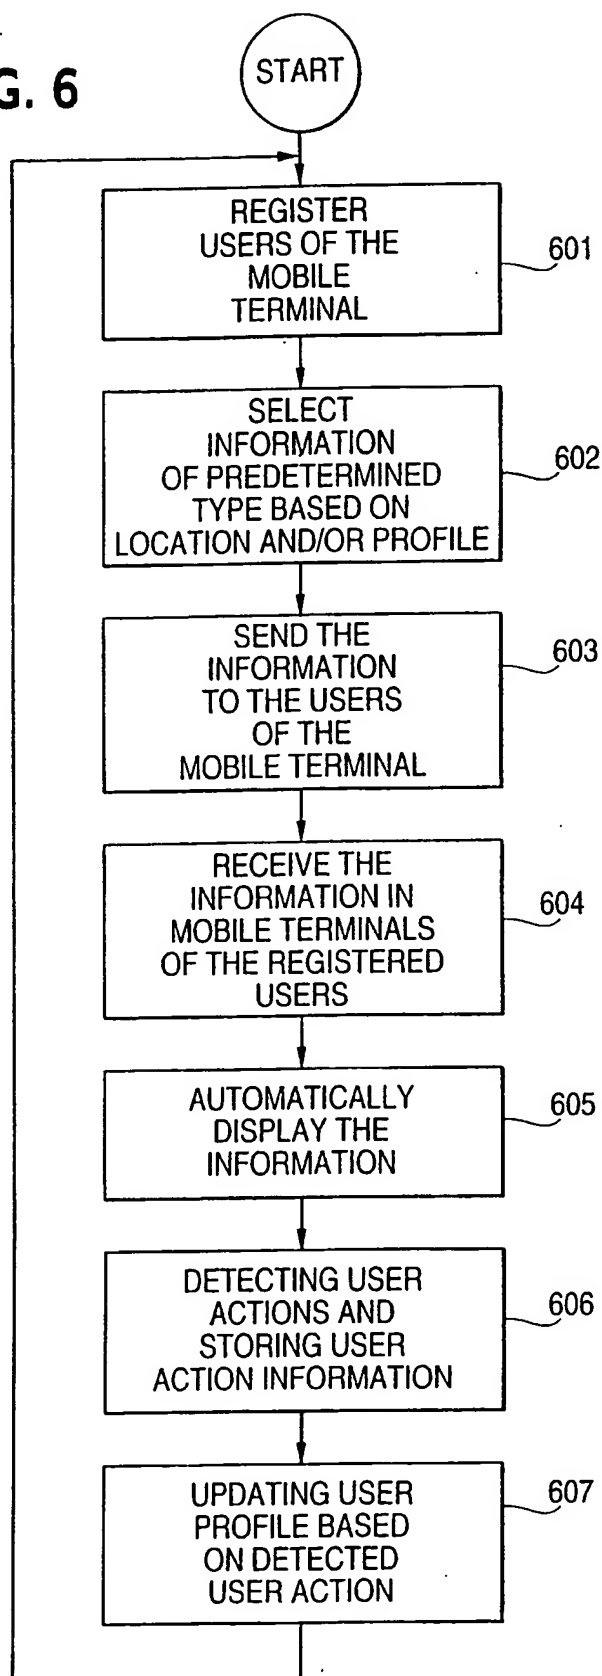 G. 6
START
REGISTER
USERS OF THE
MOBILE
TERMINAL
601
SELECT
INFORMATION
OF PREDETERMINED
TYPE BASED ON
LOCATION AND/OR PROFILE
602
SEND THE
INFORMATION
TO THE USERS
OF THE
MOBILE TERMINAL
603
RECEIVE THE
INFORMATION IN
MOBILE TERMINALS
OF THE REGISTERED
USERS
604
AUTOMATICALLY
DISPLAY THE
INFORMATION
605
DETECTING USER
ACTIONS AND
STORING USER
ACTION INFORMATION
606
UPDATING USER
PROFILE BASED
ON DETECTED
USER ACTION
607